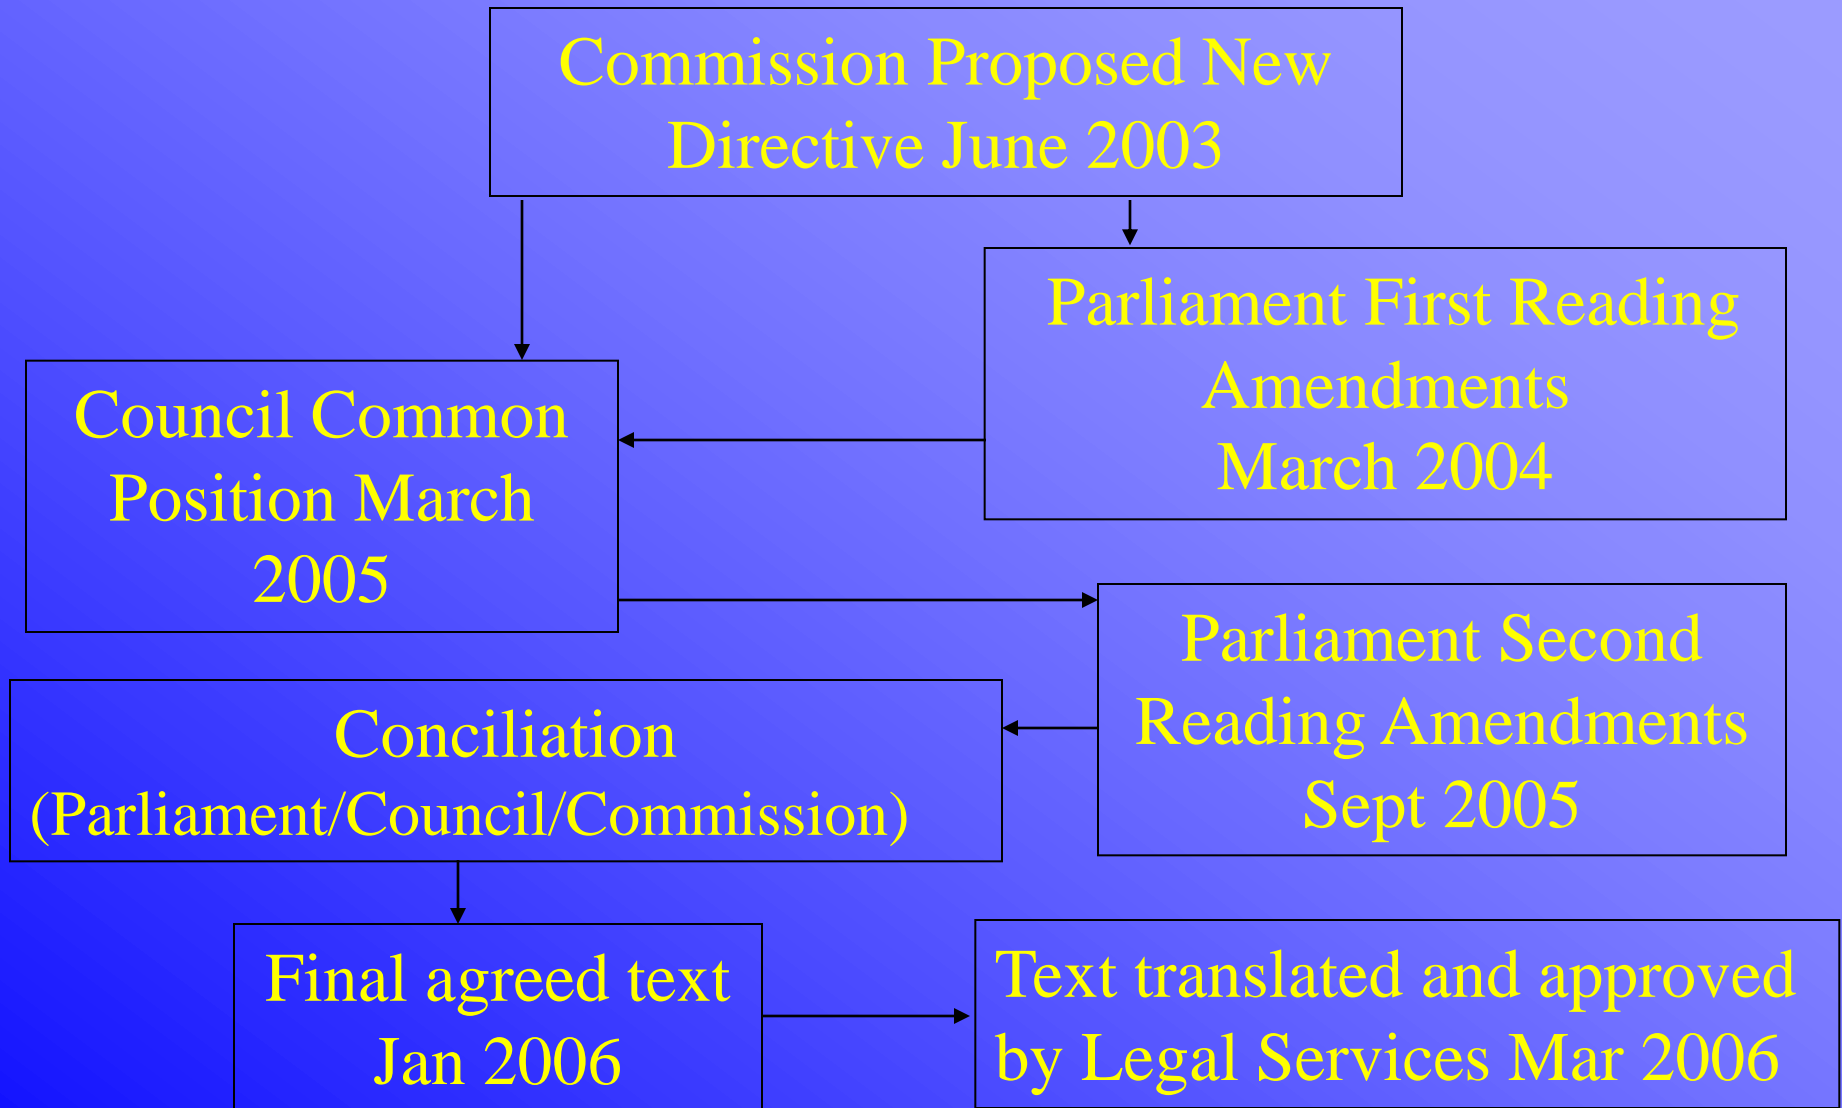 Commission Proposed New
Directive June 2003
Parliament First Reading
Amendments
March 2004
Council Common
Position March
2005
Parliament Second
Reading Amendments
Sept 2005
Conciliation
(Parliament/Council/Commission)
Final agreed text
Jan 2006
Text translated and approved
by Legal Services Mar 2006